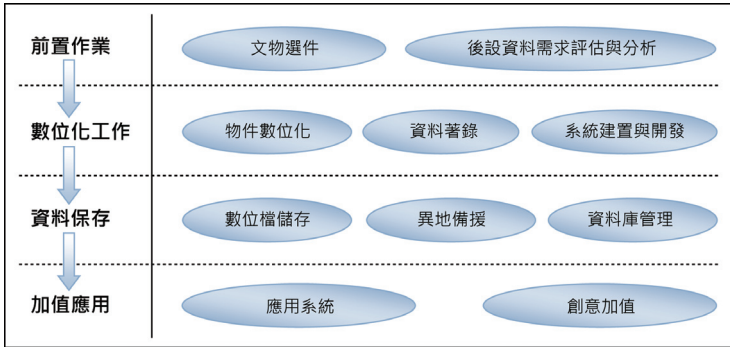 前置作業
文物選件
後設資料需求評估與分析
數位化工作
物件數位化
資料著錄
系統建置與開發
資料保存
數位檔儲存
異地備援
資料庫管理
加值應用
應用系統
創意加值